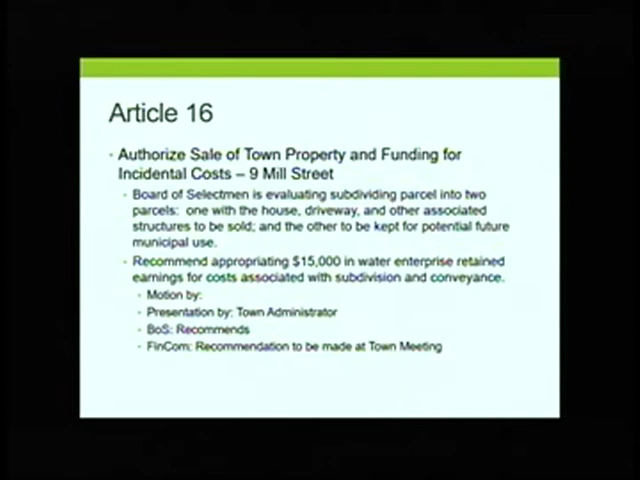 Article 16
Authorize Sale of Town Property and Funding for
Incidental Costs – 9 Mill Street
Board of Selectmen is evaluating subdividing parcel into two
parcels: one with the house, driveway, and other associated
structures to be sold; and the other to be kept for potential future
municipal use.
Recommend appropriating $15,000 in water enterprise retained
earnings for costs associated with subdivision and conveyance.
Motion by:
Presentation by: Town Administrator
BoS: Recommends
FinCom: Recommendation to be made at Town Meeting